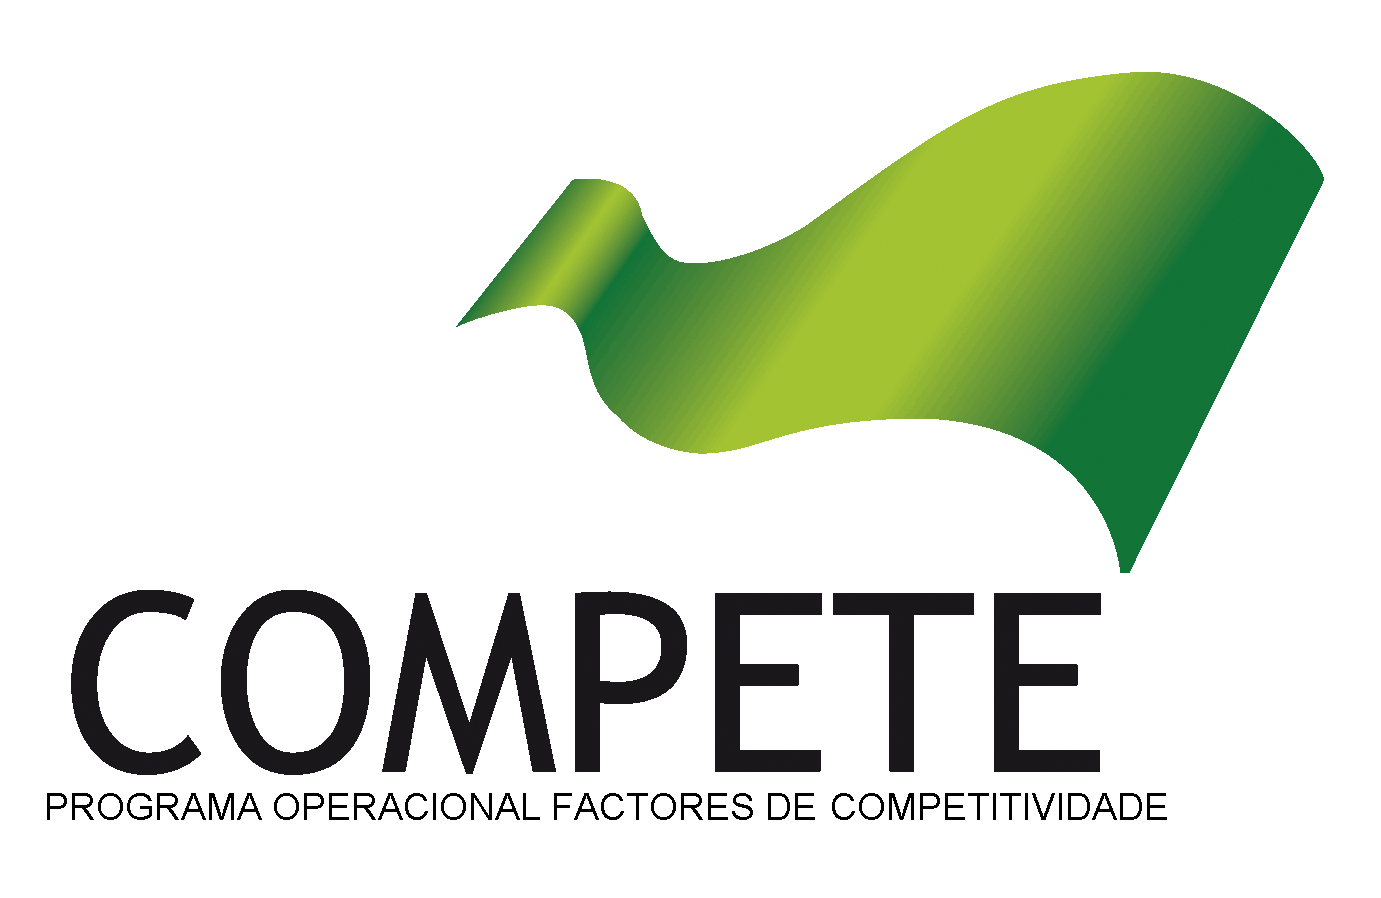 COMPETE
PROGRAMA OPERACIONAL FACTORES DE COMPETITIVIDADE